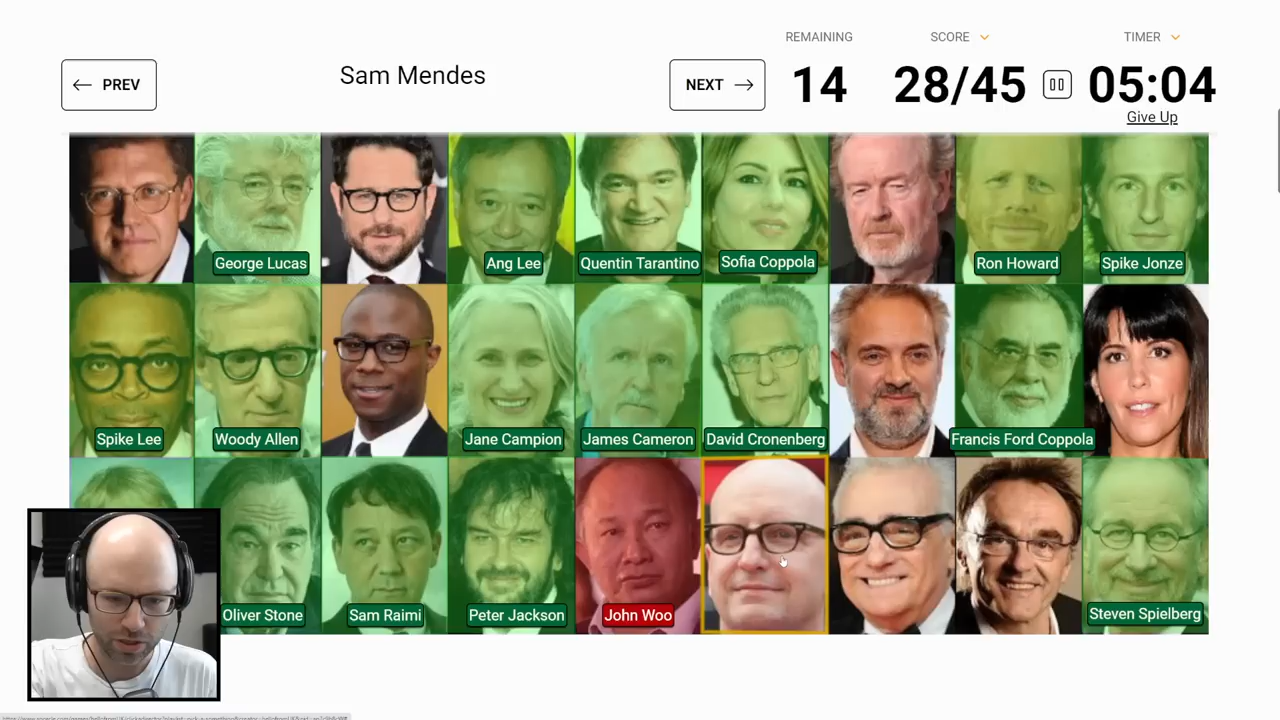 REMAINING
SCORE
TIMER
PREV
Sam Mendes
NEXT
14
28/45
05:04
Give Up
George Lucas
Ang Lee
Quentin Tarantino
Sofia Coppola
Ron Howard
Spike Jonze
Spike Lee
Woody Allen
Jane Campion
James Cameron
David Cronenberg
Francis Ford Coppola
Oliver Stone
Sam Raimi
Peter Jackson
John Woo
Steven Spielberg